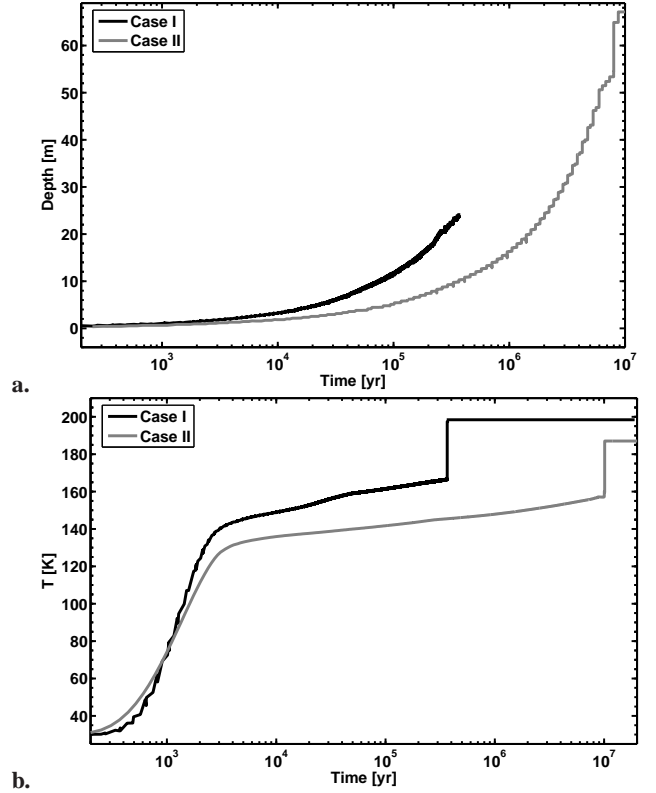 Case I
Case II
60
50
40
30
20
10
0
Depth [m]
10³
10⁴
10⁵
10⁶
10⁷
Time [yr]
a.
Case I
Case II
200
180
160
140
120
100
80
60
40
T [K]
10³
10⁴
10⁵
10⁶
10⁷
Time [yr]
b.